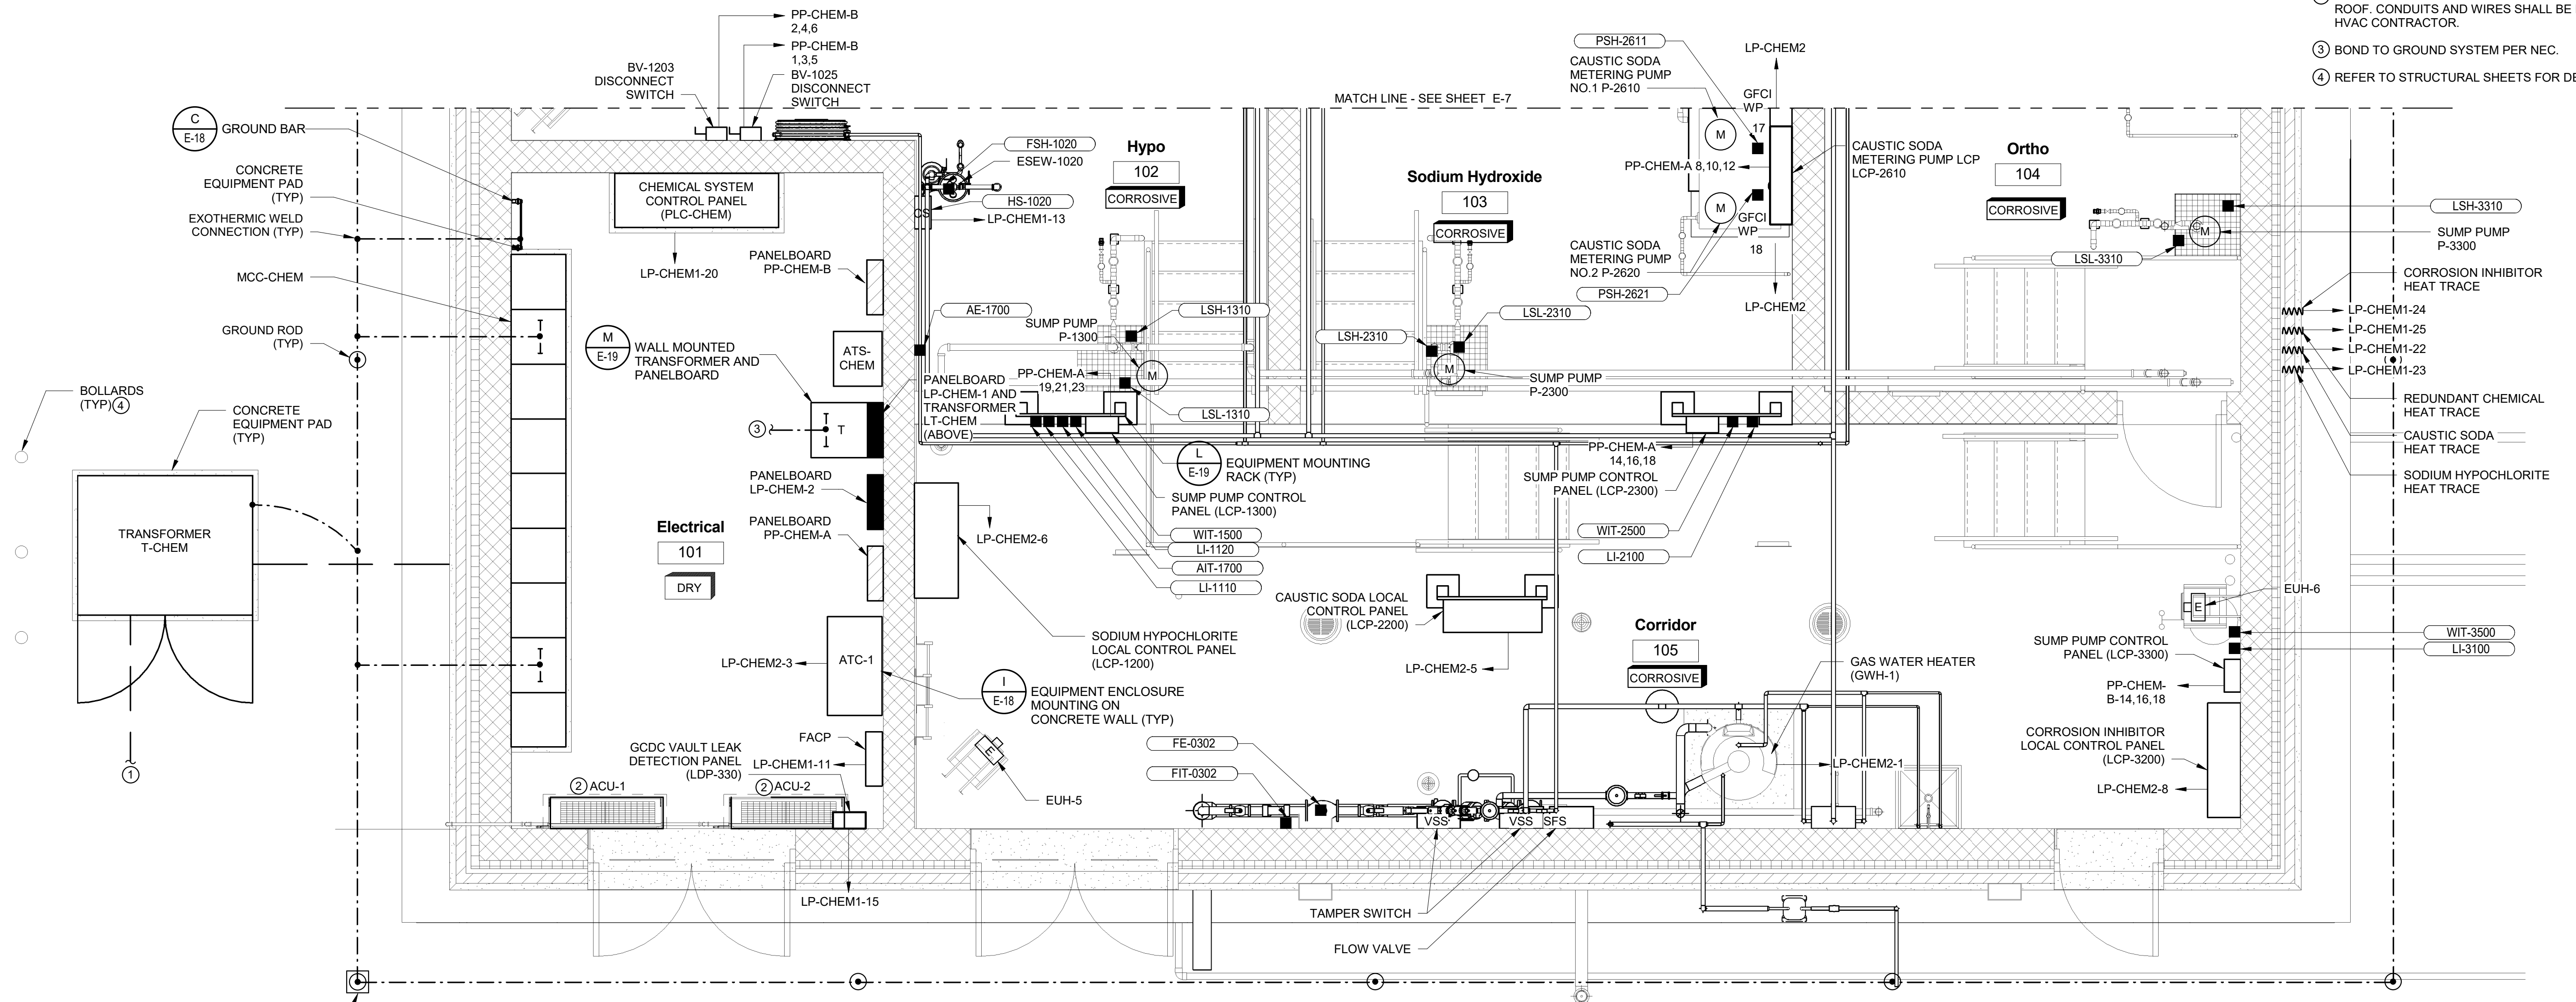 ROOF. CONDUITS AND WIRES SHALL BE
HVAC CONTRACTOR.
3 BOND TO GROUND SYSTEM PER NEC.
4 REFER TO STRUCTURAL SHEETS FOR DE
PP-CHEM-B
2,4,6
PP-CHEM-B
1,3,5
BV-1203
DISCONNECT
SWITCH
BV-1025
DISCONNECT
SWITCH
MATCH LINE - SEE SHEET E-7
C
E-18
GROUND BAR
CONCRETE
EQUIPMENT PAD
(TYP)
EXOTHERMIC WELD
CONNECTION (TYP)
MCC-CHEM
GROUND ROD
(TYP)
BOLLARDS
(TYP) 4
CONCRETE
EQUIPMENT PAD
(TYP)
TRANSFORMER
T-CHEM
1
CHEMICAL SYSTEM
CONTROL PANEL
(PLC-CHEM)
LP-CHEM1-20
PANELBOARD
PP-CHEM-B
M
E-19
WALL MOUNTED
TRANSFORMER AND
PANELBOARD
ATS-
CHEM
3
T
PANELBOARD
LP-CHEM-1 AND
TRANSFORMER
LT-CHEM
(ABOVE)
PANELBOARD
LP-CHEM-2
PANELBOARD
PP-CHEM-A
Electrical
101
DRY
LP-CHEM2-3
ATC-1
I
E-18
EQUIPMENT ENCLOSURE
MOUNTING ON
CONCRETE WALL (TYP)
FACP
LP-CHEM1-11
GCDC VAULT LEAK
DETECTION PANEL
(LDP-330)
2 ACU-1
2 ACU-2
LP-CHEM1-15
FSH-1020
ESEW-1020
HS-1020
CS
LP-CHEM1-13
Hypo
102
CORROSIVE
AE-1700
SUMP PUMP
P-1300
LSH-1310
M
PP-CHEM-A
19,21,23
LSL-1310
L
E-19
EQUIPMENT MOUNTING
RACK (TYP)
SUMP PUMP CONTROL
PANEL (LCP-1300)
WIT-1500
LI-1120
AIT-1700
LI-1110
LP-CHEM2-6
SODIUM HYPOCHLORITE
LOCAL CONTROL PANEL
(LCP-1200)
E
EUH-5
Sodium Hydroxide
103
CORROSIVE
LSL-2310
LSH-2310
M
SUMP PUMP
P-2300
PSH-2611
CAUSTIC SODA
METERING PUMP
NO.1 P-2610
LP-CHEM2
GFCI
WP
17
M
PP-CHEM-A 8,10,12
CAUSTIC SODA
METERING PUMP LCP
LCP-2610
M
GFCI
WP
18
CAUSTIC SODA
METERING PUMP
NO.2 P-2620
PSH-2621
LP-CHEM2
PP-CHEM-A
14,16,18
SUMP PUMP CONTROL
PANEL (LCP-2300)
WIT-2500
LI-2100
CAUSTIC SODA LOCAL
CONTROL PANEL
(LCP-2200)
LP-CHEM2-5
Corridor
105
CORROSIVE
GAS WATER HEATER
(GWH-1)
LP-CHEM2-1
FE-0302
FIT-0302
VSS
VSS
SFS
TAMPER SWITCH
FLOW VALVE
Ortho
104
CORROSIVE
LSH-3310
M
SUMP PUMP
P-3300
LSL-3310
CORROSION INHIBITOR
HEAT TRACE
LP-CHEM1-24
LP-CHEM1-25
LP-CHEM1-22
LP-CHEM1-23
REDUNDANT CHEMICAL
HEAT TRACE
CAUSTIC SODA
HEAT TRACE
SODIUM HYPOCHLORITE
HEAT TRACE
E
EUH-6
WIT-3500
LI-3100
SUMP PUMP CONTROL
PANEL (LCP-3300)
PP-CHEM-
B-14,16,18
CORROSION INHIBITOR
LOCAL CONTROL PANEL
(LCP-3200)
LP-CHEM2-8